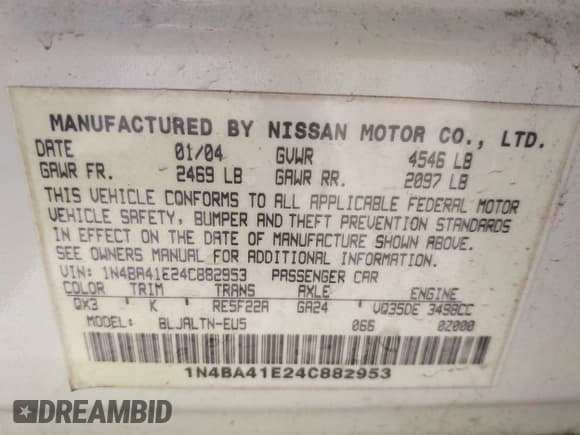 MANUFACTURED BY NISSAN MOTOR CO., LTD.
DATE 01/04 GVWR 4546 LB
GAWR FR. 2469 LB GAWR RR. 2097 LB
THIS VEHICLE CONFORMS TO ALL APPLICABLE FEDERAL MOTOR
VEHICLE SAFETY, BUMPER AND THEFT PREVENTION STANDARDS
IN EFFECT ON THE DATE OF MANUFACTURE SHOWN ABOVE.
SEE OWNERS MANUAL FOR ADDITIONAL INFORMATION.
VIN: 1N4BA41E24C882953 PASSENGER CAR
COLOR TRIM TRANS AXLE ENGINE
QX3 K RE5F22A GA24 VQ35DE 3498CC
MODEL: BLJALTN-EU5 066 0Z000
1N4BA41E24C882953
DREAMBID